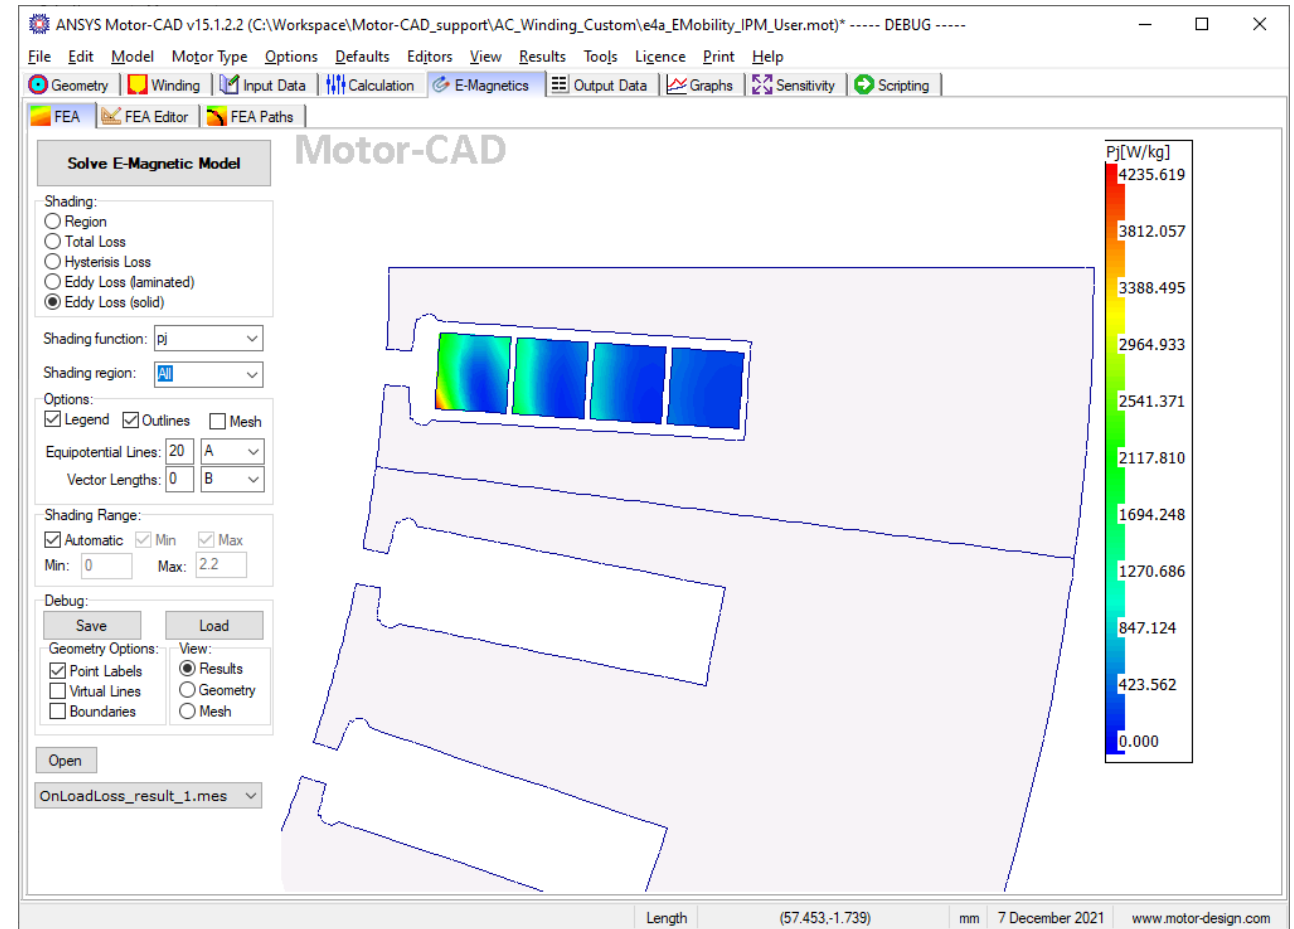 ANSYS Motor-CAD v15.1.2.2 (C:\Workspace\Motor-CAD_support\AC_Winding_Custom\e4a_EMobility_IPM_User.mot)* ----- DEBUG -----
File Edit Model Motor Type Options Defaults Editors View Results Tools Licence Print Help
Geometry Winding Input Data Calculation E-Magnetics Output Data Graphs Sensitivity Scripting
FEA FEA Editor FEA Paths
Motor-CAD
Solve E-Magnetic Model
Shading:
Region
Total Loss
Hysterisis Loss
Eddy Loss (laminated)
Eddy Loss (solid)
Shading function: pj
Shading region: All
Options:
Legend Outlines Mesh
Equipotential Lines: 20 A
Vector Lengths: 0 B
Shading Range:
Automatic Min Max
Min: 0 Max: 2.2
Debug:
Save Load
Geometry Options: View:
Point Labels Results
Virtual Lines Geometry
Boundaries Mesh
Open
OnLoadLoss_result_1.mes
Pj[W/kg]
4235.619
3812.057
3388.495
2964.933
2541.371
2117.810
1694.248
1270.686
847.124
423.562
0.000
Length (57.453,-1.739) mm 7 December 2021 www.motor-design.com